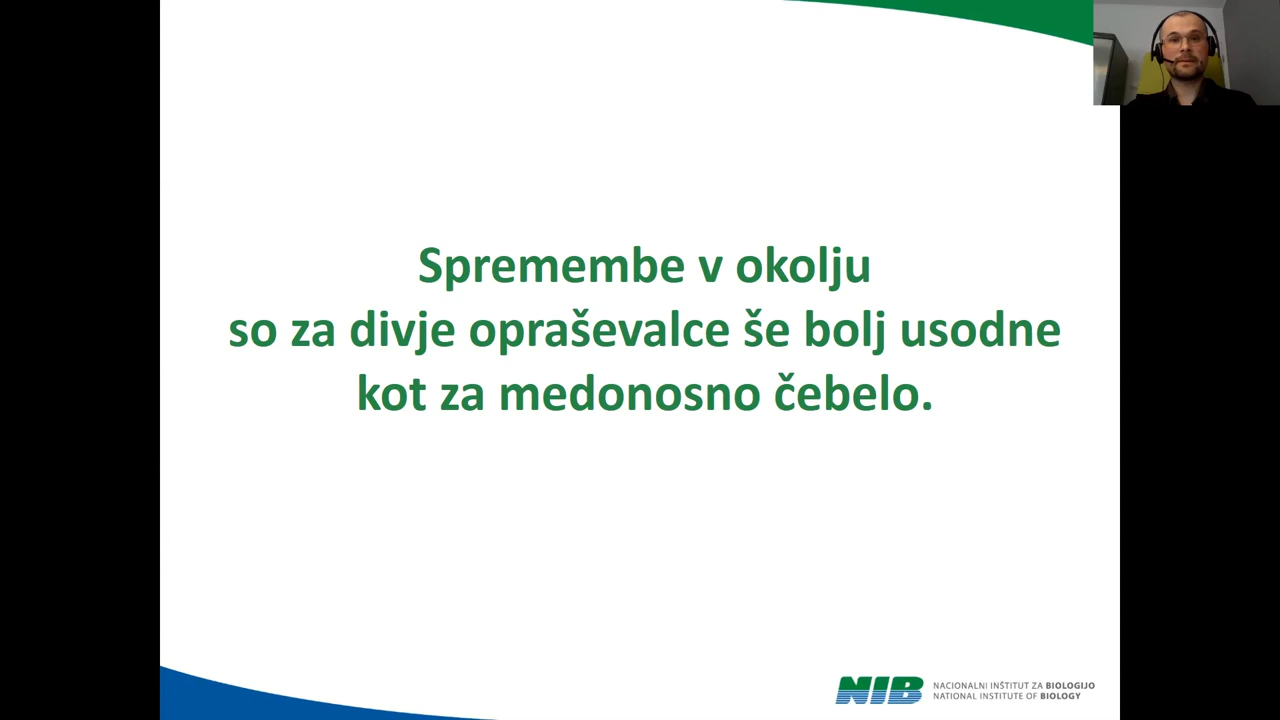 Spremembe v okolju
so za divje opraševalce še bolj usodne
kot za medonosno čebelo.
NIB
NACIONALNI INŠTITUT ZA BIOLOGIJO
NATIONAL INSTITUTE OF BIOLOGY